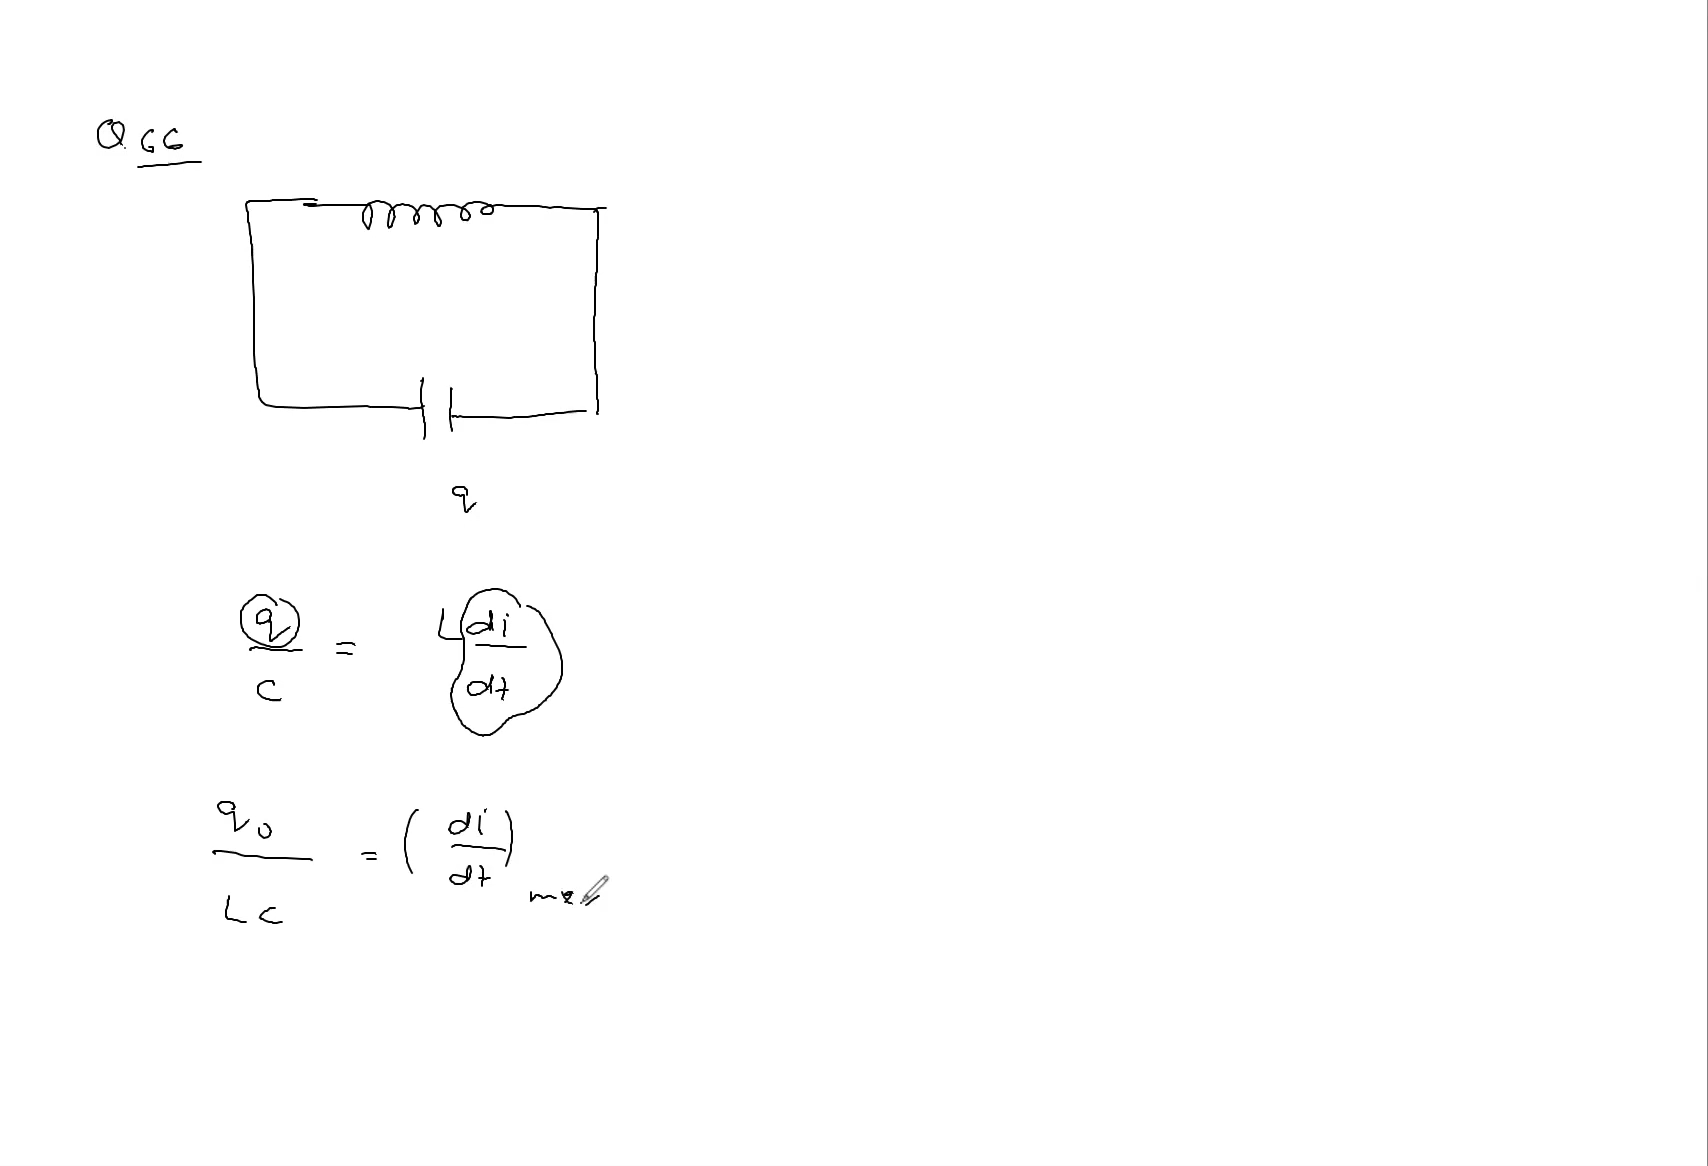 Q 66
q
q/c = L di/dt
q₀/LC = (di/dt) max